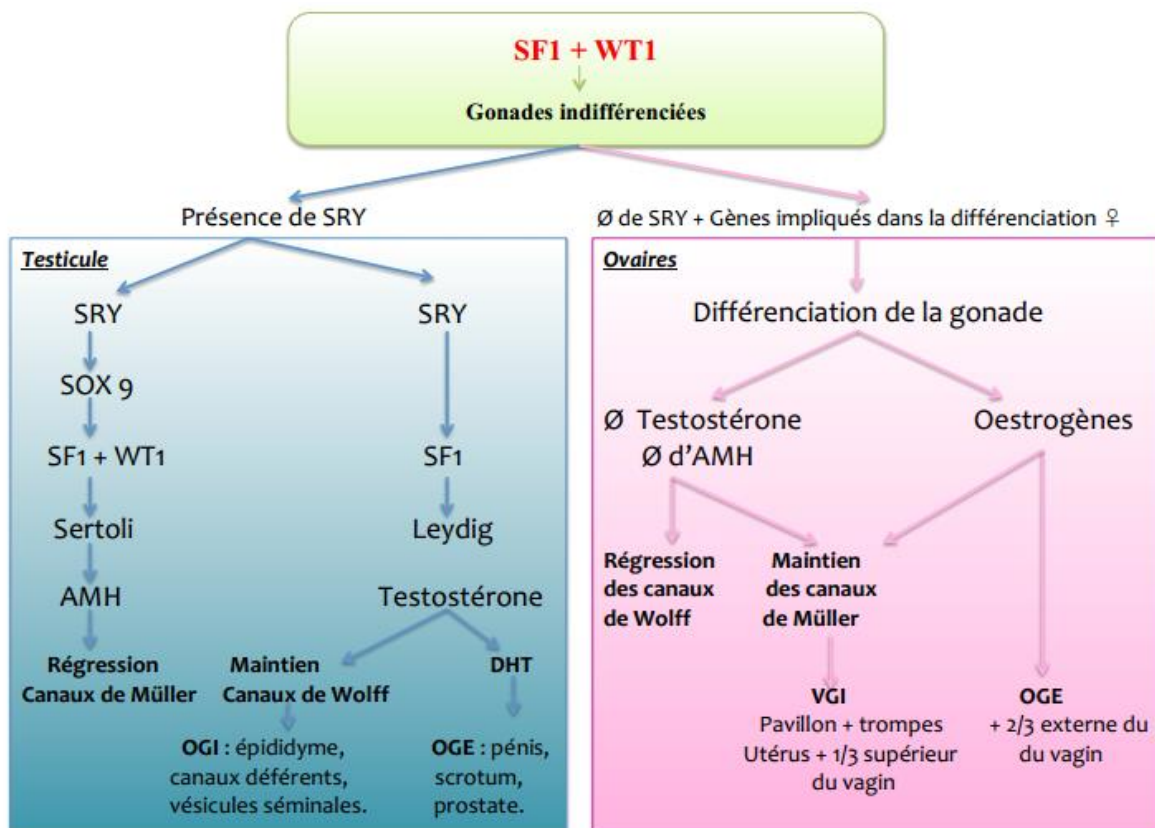 SF1 + WT1
Gonades indifférenciées
Présence de SRY
Ø de SRY + Gènes impliqués dans la différenciation ♀
Testicule
SRY
SRY
SOX 9
SF1 + WT1
SF1
Sertoli
Leydig
AMH
Testostérone
Régression
Canaux de Müller
Maintien
Canaux de Wolff
DHT
OGI : épididyme,
canaux déférents,
vésicules séminales.
OGE : pénis,
scrotum,
prostate.
Ovaires
Différenciation de la gonade
Ø Testostérone
Ø d’AMH
Oestrogènes
Régression
des canaux
de Wolff
Maintien
des canaux
de Müller
VGI
Pavillon + trompes
Utérus + 1/3 supérieur
du vagin
OGE
+ 2/3 externe du
du vagin